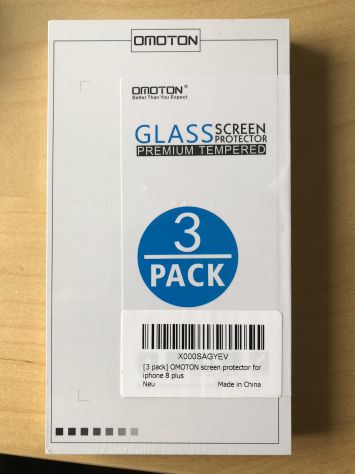 OMOTON
OMOTON®
Better Than You Expect
GLASS SCREEN PROTECTOR
PREMIUM TEMPERED
3
PACK
X000SAGYEV
[3 pack] OMOTON screen protector for
iphone 8 plus
Neu Made in China